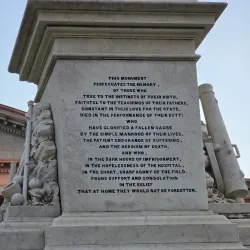 THIS MONUMENT
PERPETUATES THE MEMORY,
OF THOSE WHO
TRUE TO THE INSTINCTS OF THEIR BIRTH,
FAITHFUL TO THE TEACHINGS OF THEIR FATHERS,
CONSTANT IN THEIR LOVE FOR THE STATE,
DIED IN THE PERFORMANCE OF THEIR DUTY:
WHO
HAVE GLORIFIED A FALLEN CAUSE
BY THE SIMPLE MANHOOD OF THEIR LIVES,
THE PATIENT ENDURANCE OF SUFFERING,
AND THE HEROISM OF DEATH,
AND WHO,
IN THE DARK HOURS OF IMPRISONMENT,
IN THE HOPELESSNESS OF THE HOSPITAL,
IN THE SHORT, SHARP AGONY OF THE FIELD,
FOUND SUPPORT AND CONSOLATION
IN THE BELIEF
THAT AT HOME THEY WOULD NOT BE FORGOTTEN.